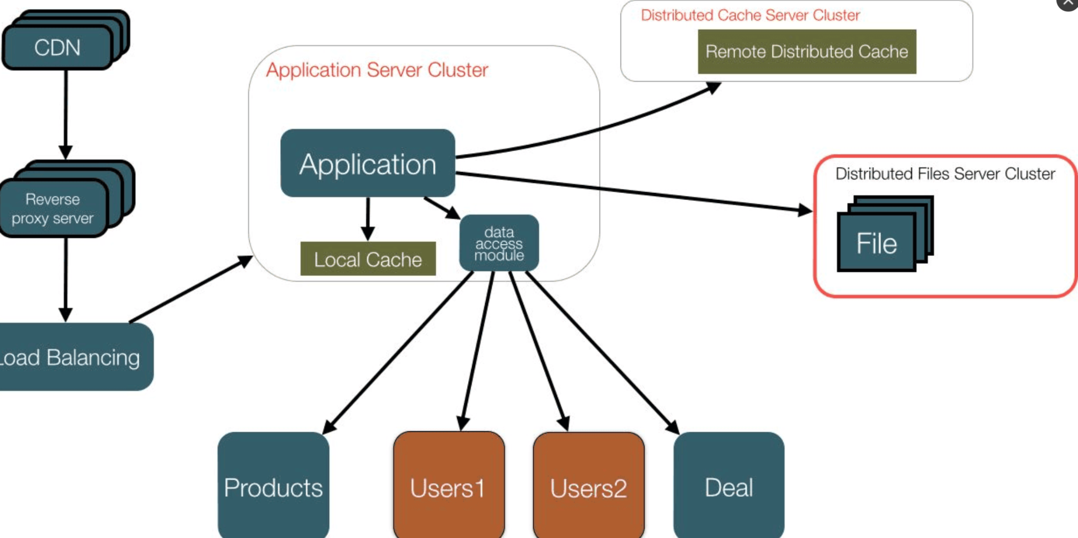 CDN
Distributed Cache Server Cluster
Remote Distributed Cache
Application Server Cluster
Application
Distributed Files Server Cluster
File
Reverse
proxy server
data
access
module
Local Cache
Load Balancing
Products
Users1
Users2
Deal